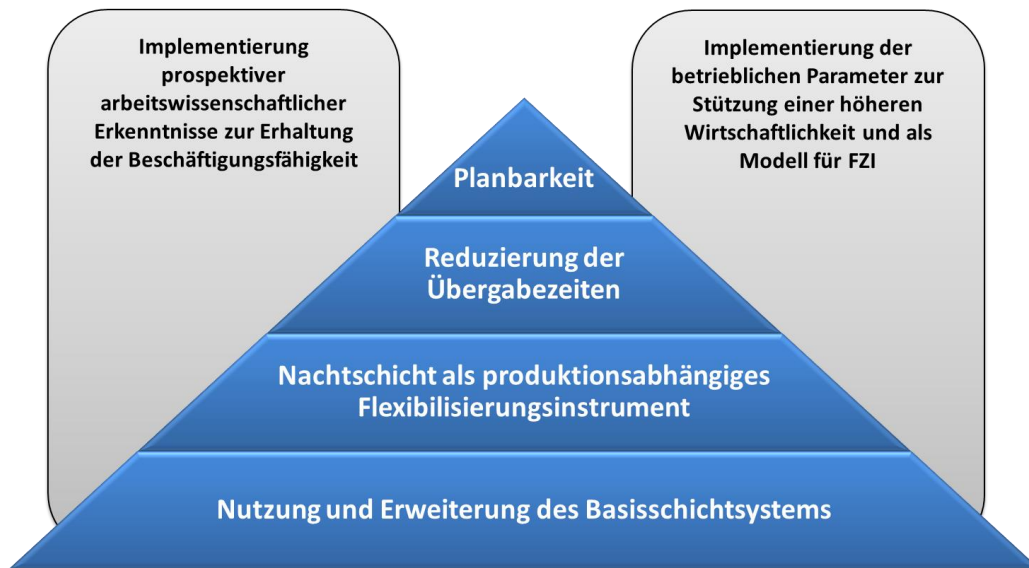 Implementierung
prospektiver
arbeitswissenschaftlicher
Erkenntnisse zur Erhaltung
der Beschäftigungsfähigkeit
Implementierung der
betrieblichen Parameter zur
Stützung einer höheren
Wirtschaftlichkeit und als
Modell für FZI
Planbarkeit
Reduzierung der
Übergabezeiten
Nachtschicht als produktionsabhängiges
Flexibilisierungsinstrument
Nutzung und Erweiterung des Basisschichtsystems